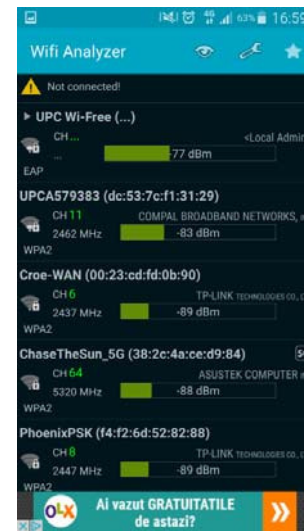 63% 16:59
Wifi Analyzer
Not connected!
UPC Wi-Free (...)
CH ... <Local Admin
... -77 dBm
EAP
UPCA579383 (dc:53:7c:f1:31:29)
CH 11 COMPAL BROADBAND NETWORKS,
2462 MHz -83 dBm
WPA2
Croe-WAN (00:23:cd:fd:0b:90)
CH 6 TP-LINK TECHNOLOGIES CO.,
2437 MHz -89 dBm
WPA2
ChaseTheSun_5G (38:2c:4a:ce:d9:84)
CH 64 ASUSTEK COMPUTER
5320 MHz -88 dBm
WPA2
PhoenixPSK (f4:f2:6d:52:82:88)
CH 8 TP-LINK TECHNOLOGIES CO.,
2447 MHz -89 dBm
WPA2
OLX Ai vazut GRATUITATILE
de astazi?